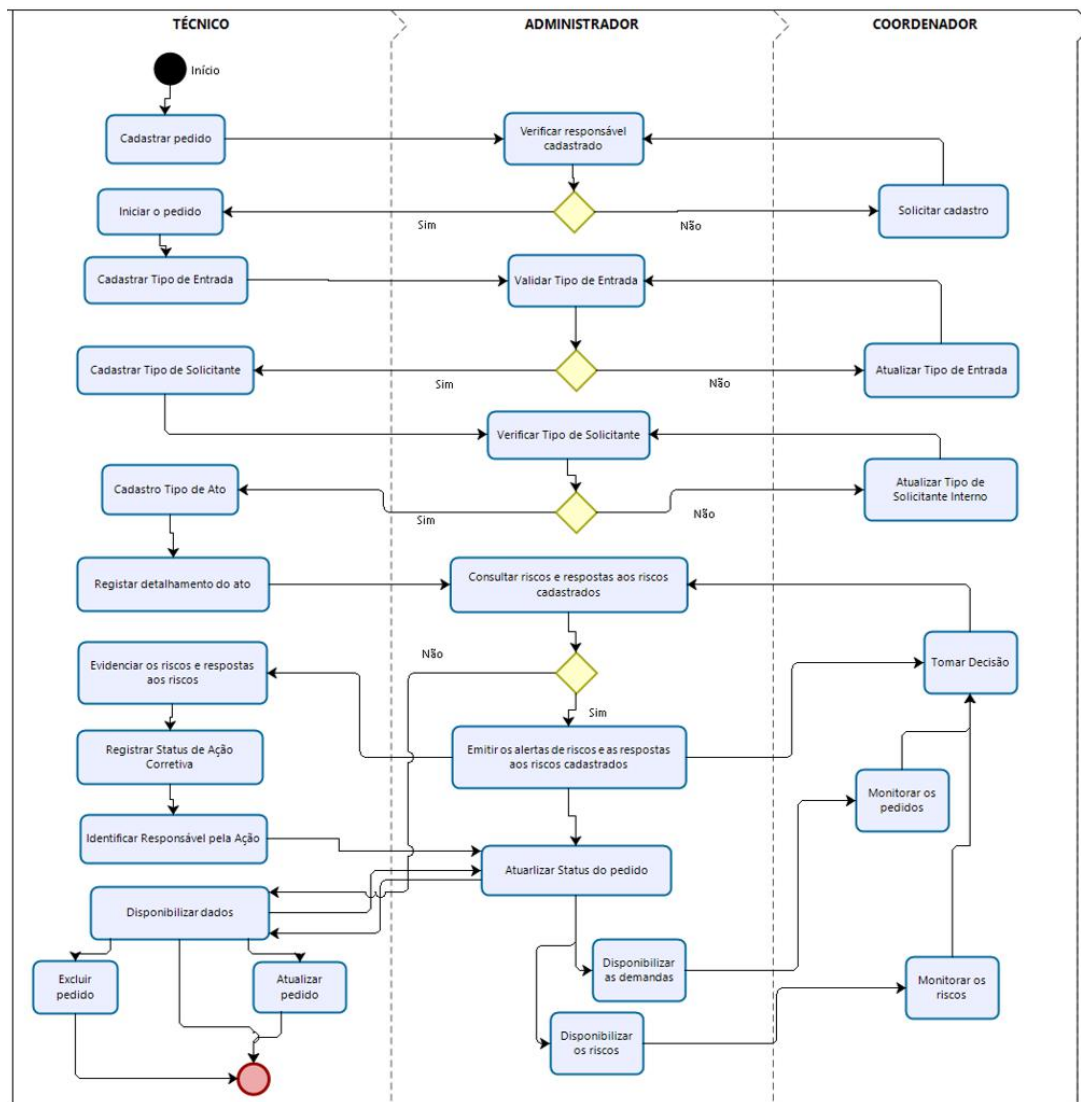 TÉCNICO
ADMINISTRADOR
COORDENADOR
Início
Cadastrar pedido
Verificar responsável
cadastrado
Iniciar o pedido
Sim
Não
Solicitar cadastro
Cadastrar Tipo de Entrada
Validar Tipo de Entrada
Cadastrar Tipo de Solicitante
Sim
Não
Atualizar Tipo de Entrada
Verificar Tipo de Solicitante
Cadastro Tipo de Ato
Sim
Não
Atualizar Tipo de
Solicitante Interno
Registar detalhamento do ato
Consultar riscos e respostas aos riscos
cadastrados
Evidenciar os riscos e respostas
aos riscos
Não
Sim
Tomar Decisão
Registrar Status de Ação
Corretiva
Emitir os alertas de riscos e as respostas
aos riscos cadastrados
Monitorar os
pedidos
Identificar Responsável pela Ação
Atuarlizar Status do pedido
Disponibilizar dados
Excluir
pedido
Atualizar
pedido
Disponibilizar
as demandas
Monitorar os
riscos
Disponibilizar
os riscos